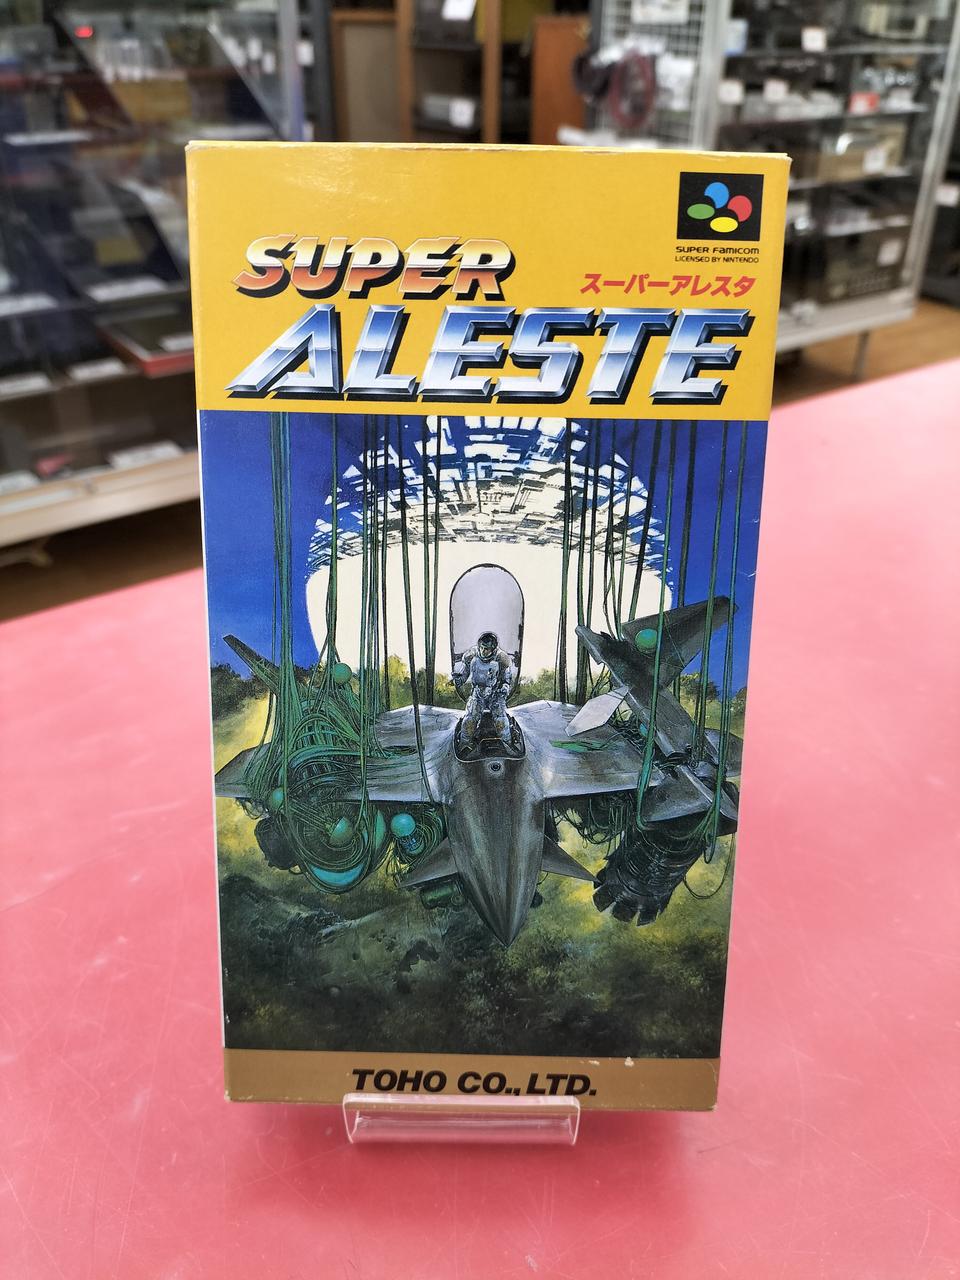 SUPER FAMICOM
LICENSED BY NINTENDO
SUPER
スーパーアレスタ
ALESTE
TOHO CO., LTD.